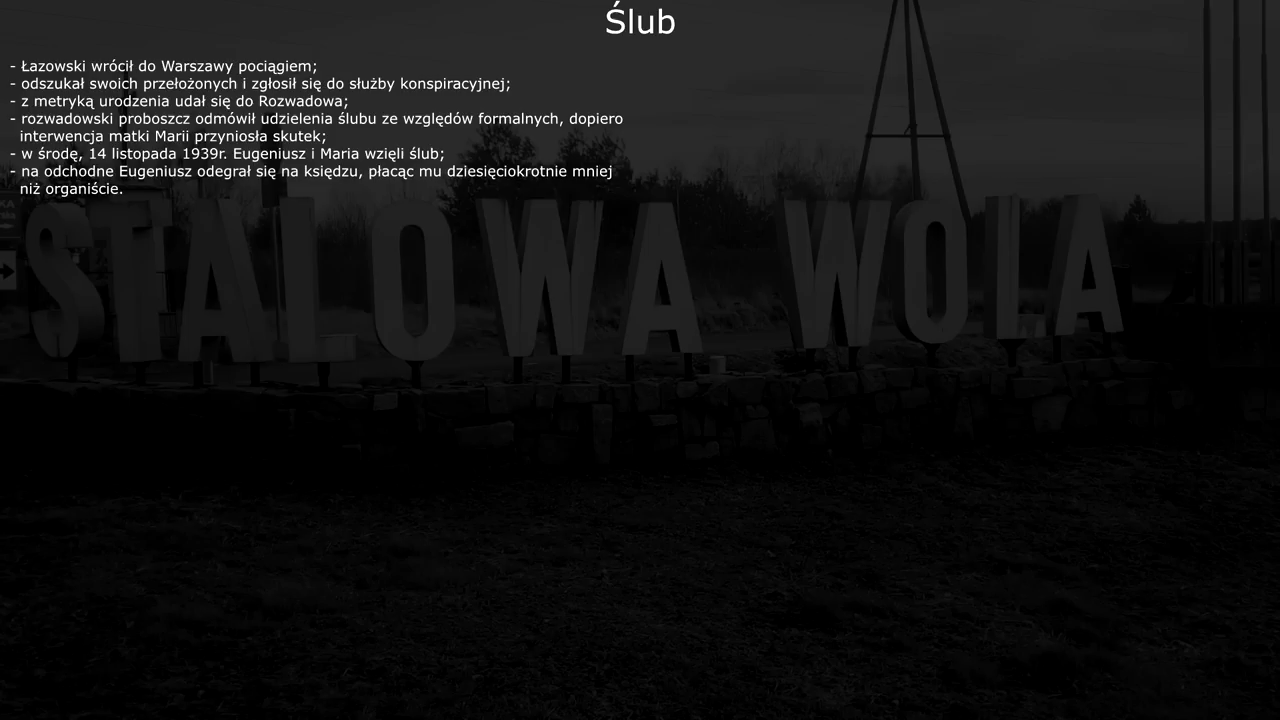 Ślub
- Łazowski wrócił do Warszawy pociągiem;
- odszukał swoich przełożonych i zgłosił się do służby konspiracyjnej;
- z metryką urodzenia udał się do Rozwadowa;
- rozwadowski proboszcz odmówił udzielenia ślubu ze względów formalnych, dopiero
interwencja matki Marii przyniosła skutek;
- w środę, 14 listopada 1939r. Eugeniusz i Maria wzięli ślub;
- na odchodne Eugeniusz odegrał się na księdzu, płacąc mu dziesięciokrotnie mniej
niż organiście.
STALOWA WOLA